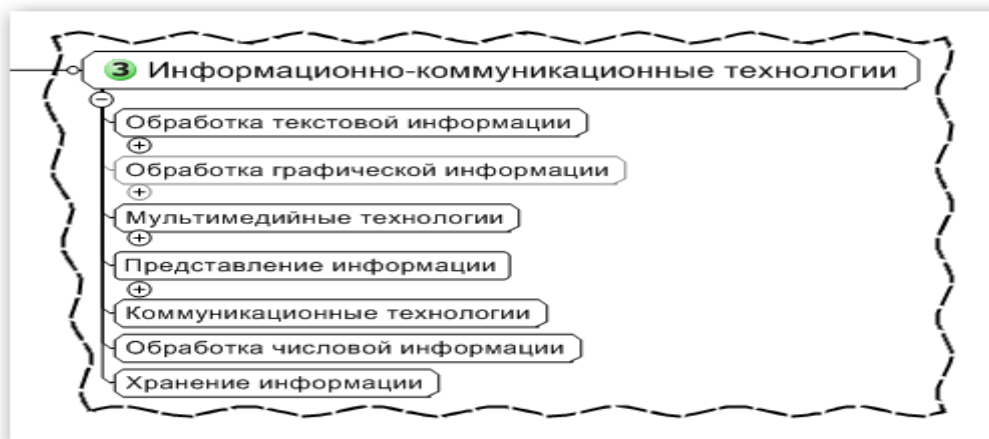 3 Информационно-коммуникационные технологии
Обработка текстовой информации
Обработка графической информации
Мультимедийные технологии
Представление информации
Коммуникационные технологии
Обработка числовой информации
Хранение информации